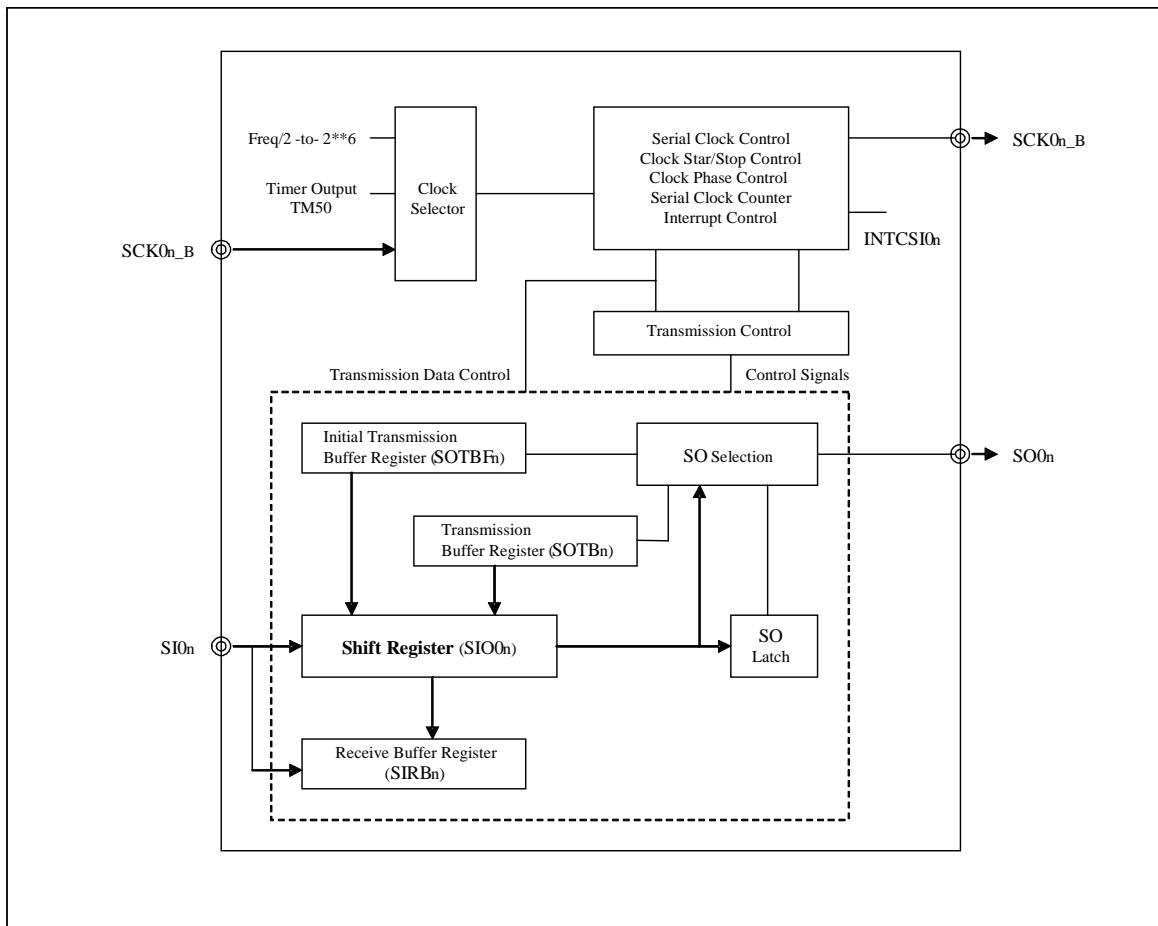 Freq/2 -to- 2**6
Timer Output
TM50
SCK0n_B
Clock
Selector
Serial Clock Control
Clock Star/Stop Control
Clock Phase Control
Serial Clock Counter
Interrupt Control
SCK0n_B
INTCSI0n
Transmission Control
Transmission Data Control
Control Signals
Initial Transmission
Buffer Register (SOTBFn)
SO Selection
SO0n
Transmission
Buffer Register (SOTBn)
SI0n
Shift Register (SIO0n)
SO
Latch
Receive Buffer Register
(SIRBn)